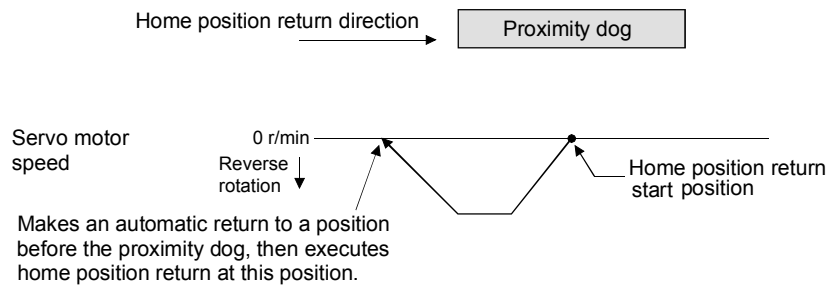 Home position return direction
Proximity dog
Servo motor
speed
0 r/min
Reverse
rotation
Home position return
start position
Makes an automatic return to a position
before the proximity dog, then executes
home position return at this position.